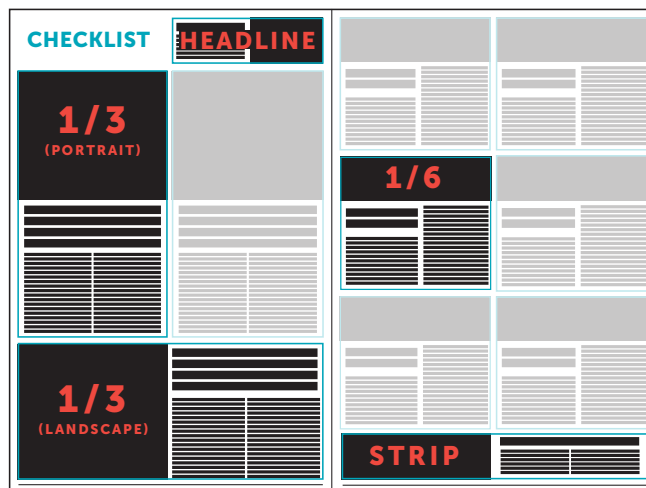 CHECKLIST
HEADLINE
1/3
(PORTRAIT)
1/3
(LANDSCAPE)
1/6
STRIP